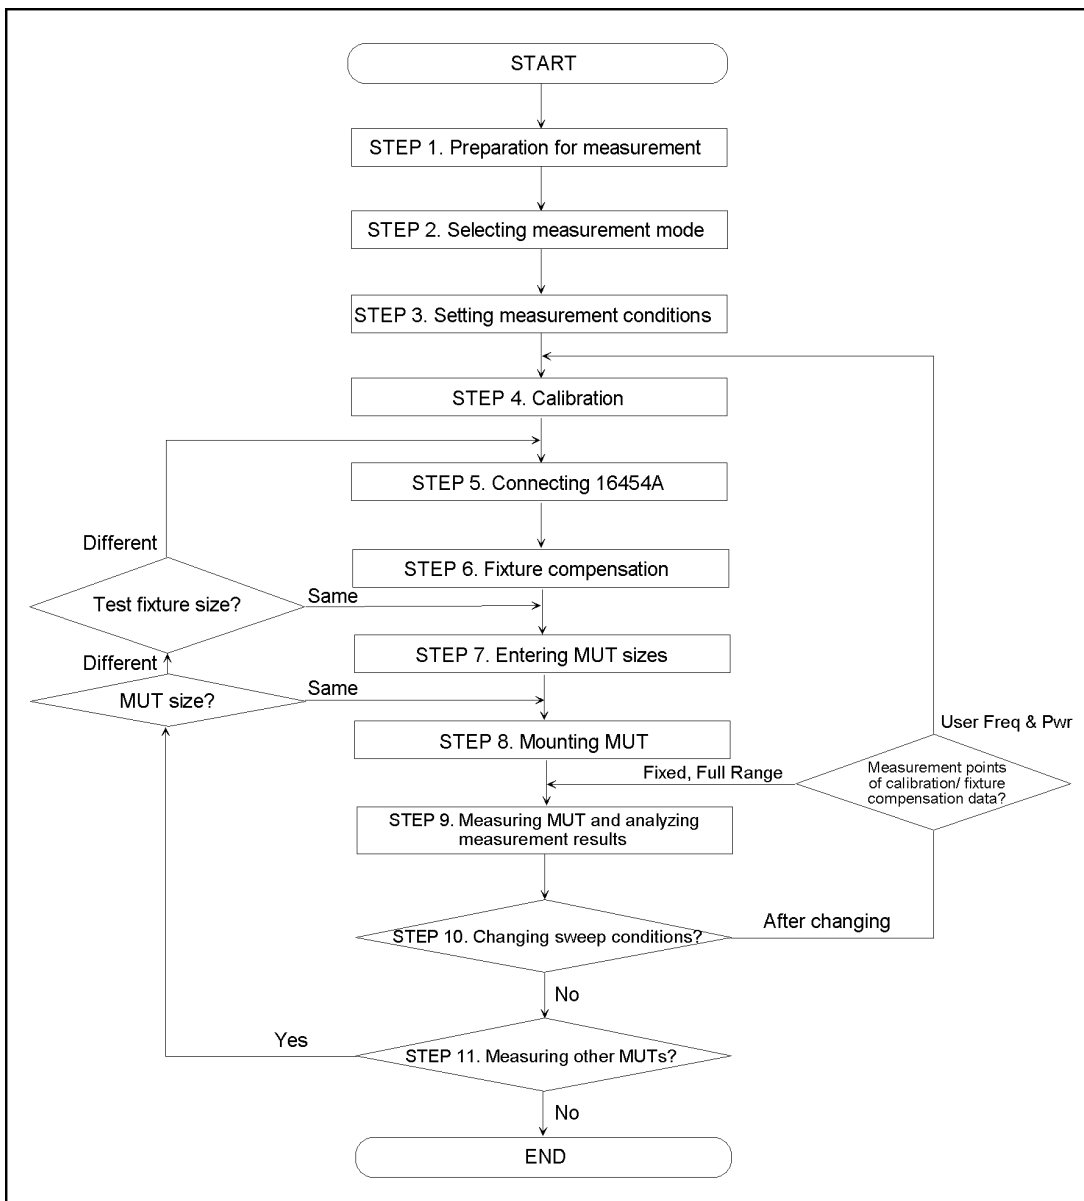 START
STEP 1. Preparation for measurement
STEP 2. Selecting measurement mode
STEP 3. Setting measurement conditions
STEP 4. Calibration
STEP 5. Connecting 16454A
Different
STEP 6. Fixture compensation
Test fixture size?
Same
STEP 7. Entering MUT sizes
Different
MUT size?
Same
STEP 8. Mounting MUT
User Freq & Pwr
Fixed, Full Range
Measurement points
of calibration/ fixture
compensation data?
STEP 9. Measuring MUT and analyzing
measurement results
After changing
STEP 10. Changing sweep conditions?
No
Yes
STEP 11. Measuring other MUTs?
No
END